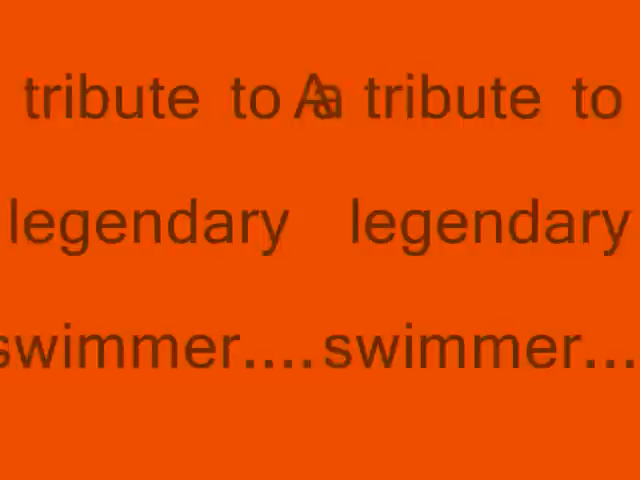 tribute to a A tribute to
legendary legendary
swimmer.... swimmer...